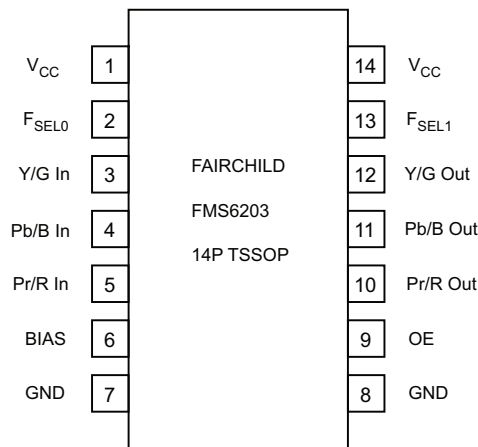 V_CC 1 14 V_CC
F_SEL0 2 13 F_SEL1
Y/G In 3 12 Y/G Out
FAIRCHILD
Pb/B In 4 11 Pb/B Out
FMS6203
14P TSSOP
Pr/R In 5 10 Pr/R Out
BIAS 6 9 OE
GND 7 8 GND